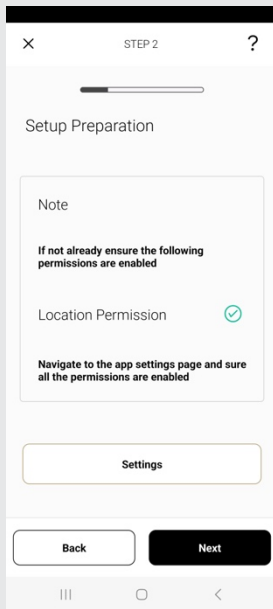 STEP 2
?
Setup Preparation
Note
If not already ensure the following
permissions are enabled
Location Permission
Navigate to the app settings page and sure
all the permissions are enabled
Settings
Back
Next